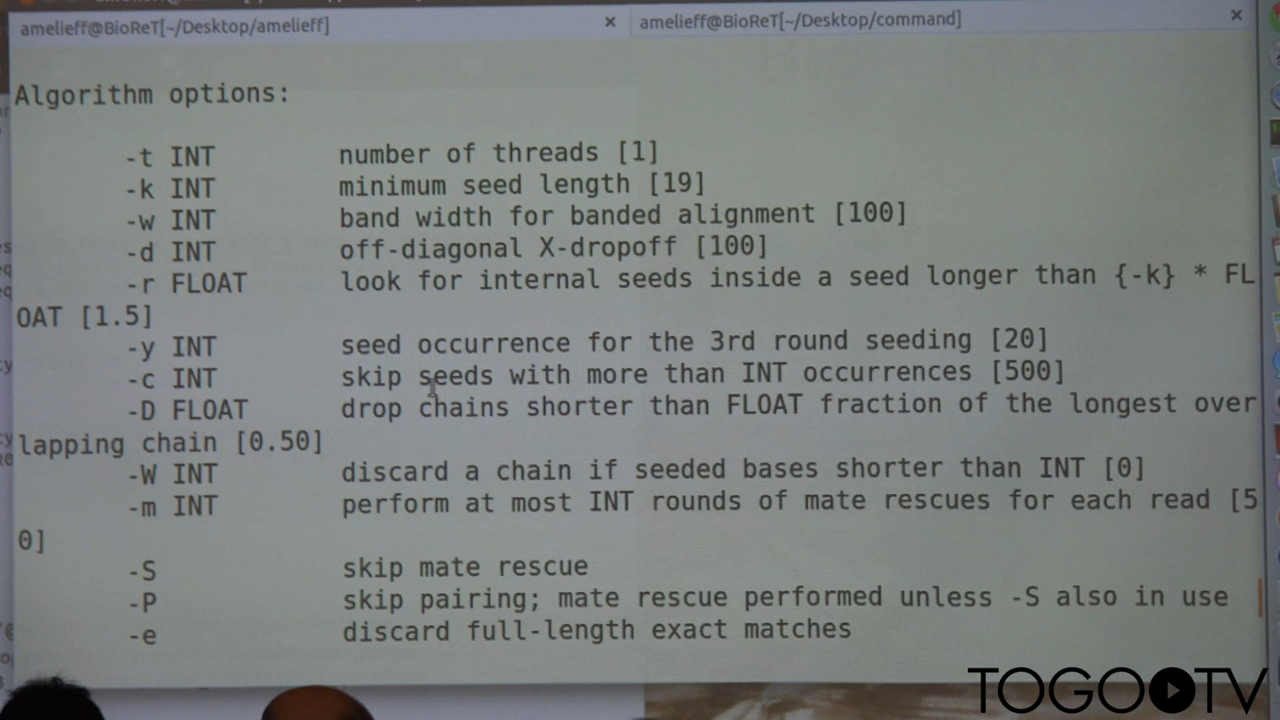 amelieff@BioReT[~/Desktop/amelieff] × amelieff@BioReT[~/Desktop/command] ×
Algorithm options:
-t INT number of threads [1]
-k INT minimum seed length [19]
-w INT band width for banded alignment [100]
-d INT off-diagonal X-dropoff [100]
-r FLOAT look for internal seeds inside a seed longer than {-k} * FL
OAT [1.5]
-y INT seed occurrence for the 3rd round seeding [20]
-c INT skip seeds with more than INT occurrences [500]
-D FLOAT drop chains shorter than FLOAT fraction of the longest over
lapping chain [0.50]
-W INT discard a chain if seeded bases shorter than INT [0]
-m INT perform at most INT rounds of mate rescues for each read [5
0]
-S skip mate rescue
-P skip pairing; mate rescue performed unless -S also in use
-e discard full-length exact matches
TOGOTV